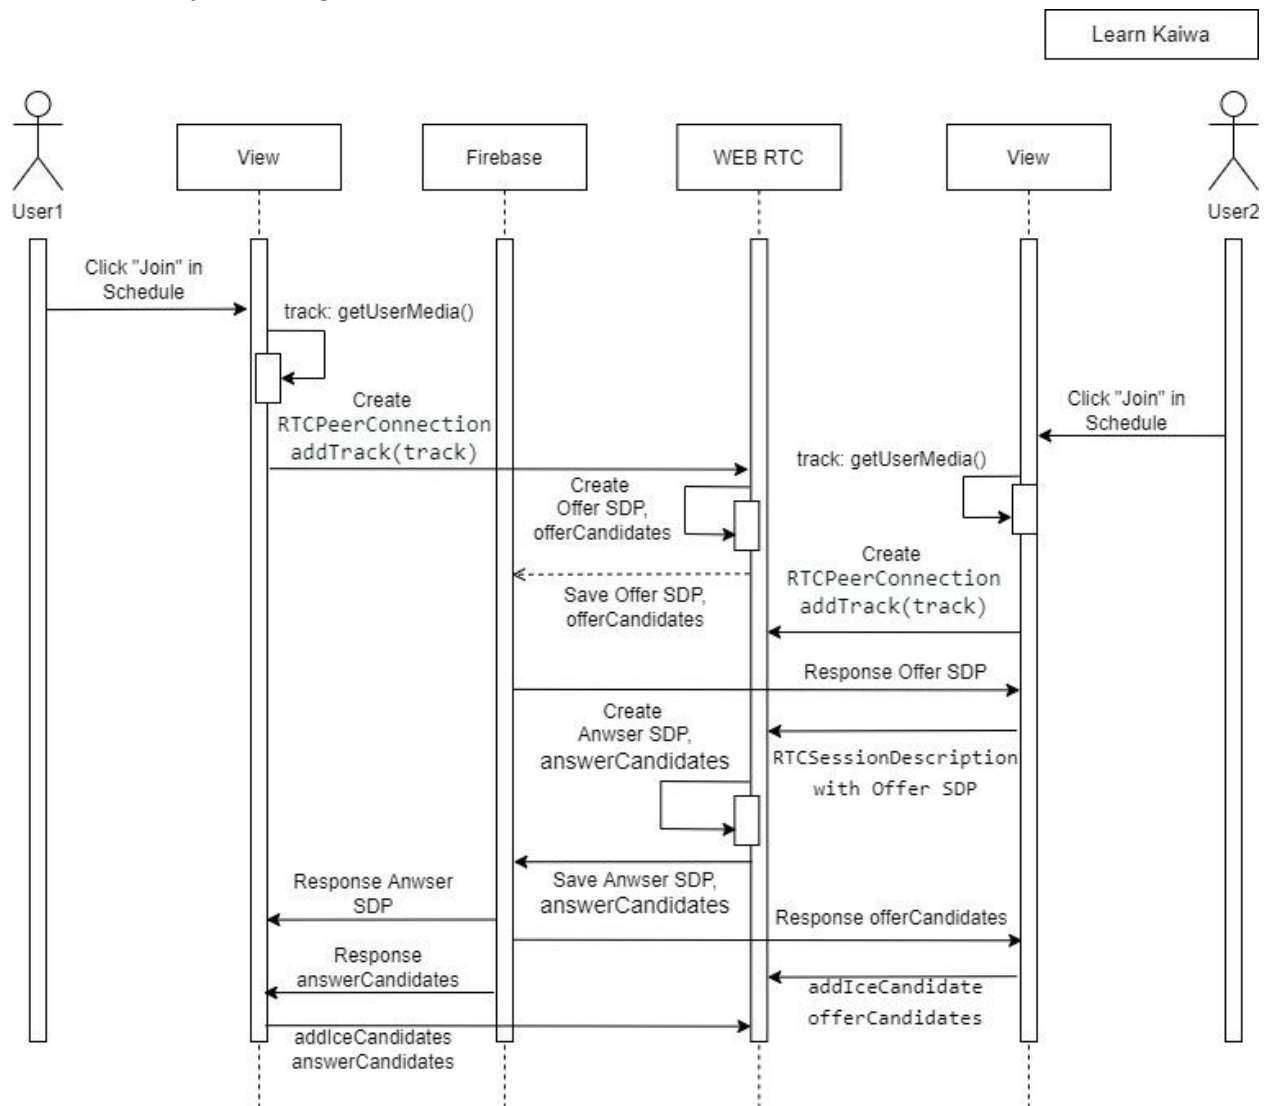 Learn Kaiwa
User1
View
Firebase
WEB RTC
View
User2
Click "Join" in
Schedule
track: getUserMedia()
Create
RTCPeerConnection
addTrack(track)
Click "Join" in
Schedule
track: getUserMedia()
Create
Offer SDP,
offerCandidates
Save Offer SDP,
offerCandidates
Create
RTCPeerConnection
addTrack(track)
Response Offer SDP
Create
Anwser SDP,
answerCandidates
RTCSessionDescription
with Offer SDP
Save Anwser SDP,
answerCandidates
Response Anwser
SDP
Response offerCandidates
Response
answerCandidates
addIceCandidate
offerCandidates
addIceCandidates
answerCandidates